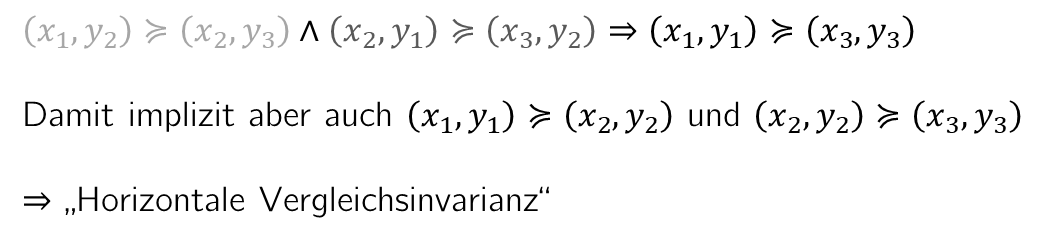 (x₁, y₂) ≽ (x₂, y₃) ∧ (x₂, y₁) ≽ (x₃, y₂) ⇒ (x₁, y₁) ≽ (x₃, y₃)
Damit implizit aber auch (x₁, y₁) ≽ (x₂, y₂) und (x₂, y₂) ≽ (x₃, y₃)
⇒ „Horizontale Vergleichsinvarianz“